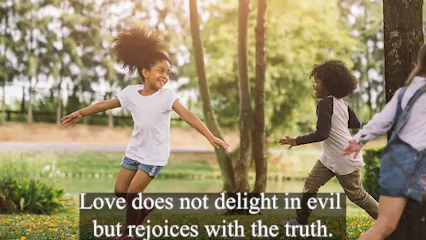 Love does not delight in evil
but rejoices with the truth.